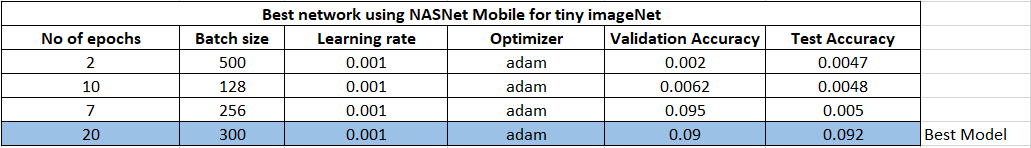 Best network using NASNet Mobile for tiny imageNet
No of epochs Batch size Learning rate Optimizer Validation Accuracy Test Accuracy
2 500 0.001 adam 0.002 0.0047
10 128 0.001 adam 0.0062 0.0048
7 256 0.001 adam 0.095 0.005
20 300 0.001 adam 0.09 0.092 Best Model